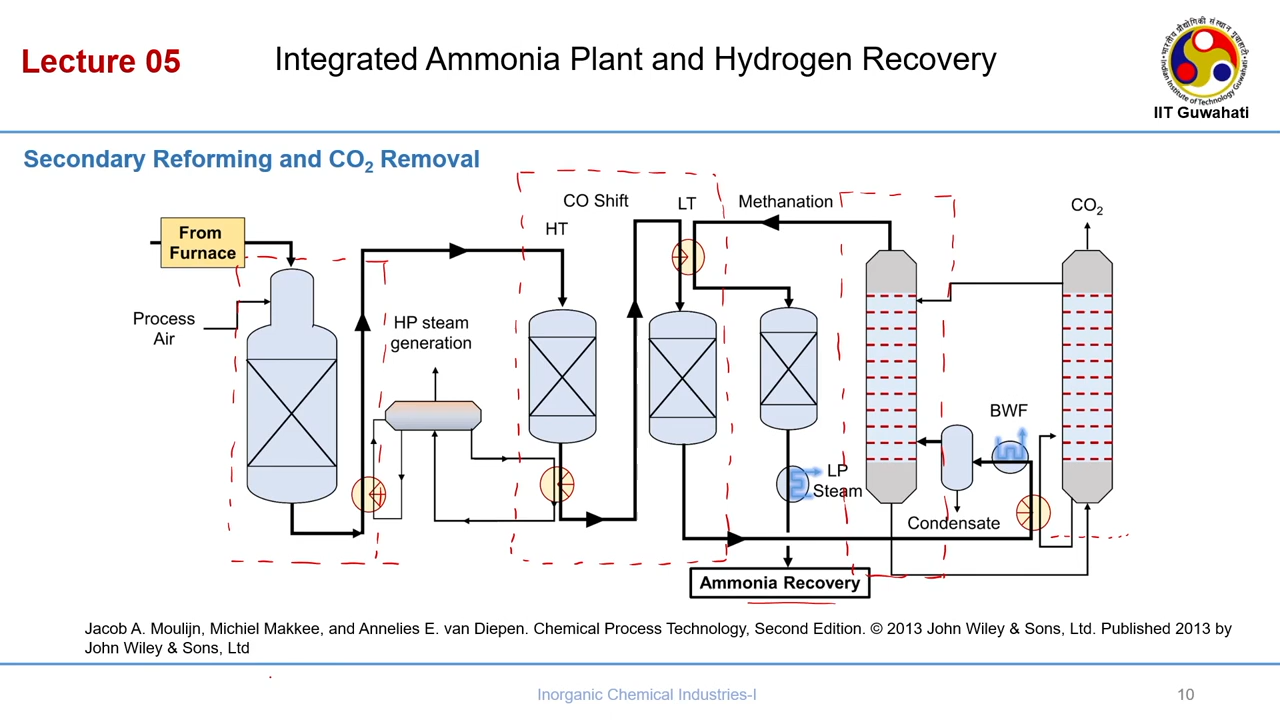 Lecture 05
Integrated Ammonia Plant and Hydrogen Recovery
IIT Guwahati
Secondary Reforming and CO₂ Removal
From
Furnace
Process
Air
HP steam
generation
CO Shift
HT
LT
Methanation
CO₂
BWF
LP
Steam
Condensate
Ammonia Recovery
Jacob A. Moulijn, Michiel Makkee, and Annelies E. van Diepen. Chemical Process Technology, Second Edition. © 2013 John Wiley & Sons, Ltd. Published 2013 by
John Wiley & Sons, Ltd
Inorganic Chemical Industries-I
10